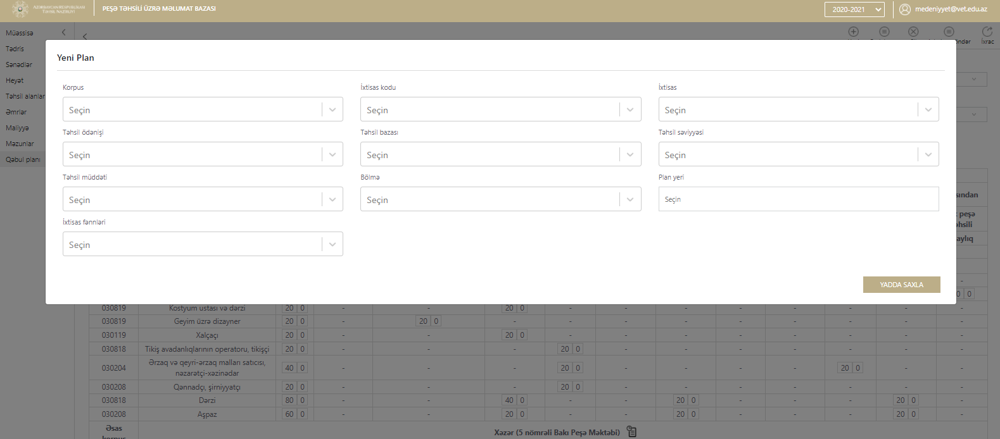 AZƏRBAYCAN RESPUBLİKASI
TƏHSİL NAZİRLİYİ
PEŞƏ TƏHSİLİ ÜZRƏ MƏLUMAT BAZASI
2020-2021
medeniyyet@vet.edu.az
Müəssisə
Tədris
Sənədlər
Heyət
Təhsil alanlar
Əmrlər
Maliyyə
Məzunlar
Qəbul planı
İxrac
Yeni Plan
Korpus
İxtisas kodu
İxtisas
Seçin
Seçin
Seçin
Təhsil ödənişi
Təhsil bazası
Təhsil səviyyəsi
Seçin
Seçin
Seçin
Təhsil müddəti
Bölmə
Plan yeri
Seçin
Seçin
Seçin
İxtisas fənnləri
Seçin
YADDA SAXLA
sından
peşə
əhsili
aylıq
-
0 0
030819 Kostyum ustası və dərzi 20 0 - - 20 0 - - - - - - - -
030819 Geyim üzrə dizayner 20 0 - 20 0 - - - - - - - - -
030119 Xalçaçı 20 0 - - 20 0 - - - - - - - -
030818 Tikiş avadanlıqlarının operatoru, tikişçi 20 0 - - - 20 0 - - - - - - -
030204 Ərzaq və qeyri-ərzaq malları satıcısı, 40 0 - - - 20 0 - - - - 20 0 - -
nəzarətçi-xəzinədar
030208 Qənnadçı, şirniyyatçı 20 0 - - - 20 0 - - - - - - -
030818 Dərzi 80 0 - - 40 0 - - 20 0 - - - 20 0 -
030208 Aşpaz 60 0 - - 20 0 - - 20 0 - - - 20 0 -
Əsas
korpus
Xəzər (5 nömrəli Bakı Peşə Məktəbi)